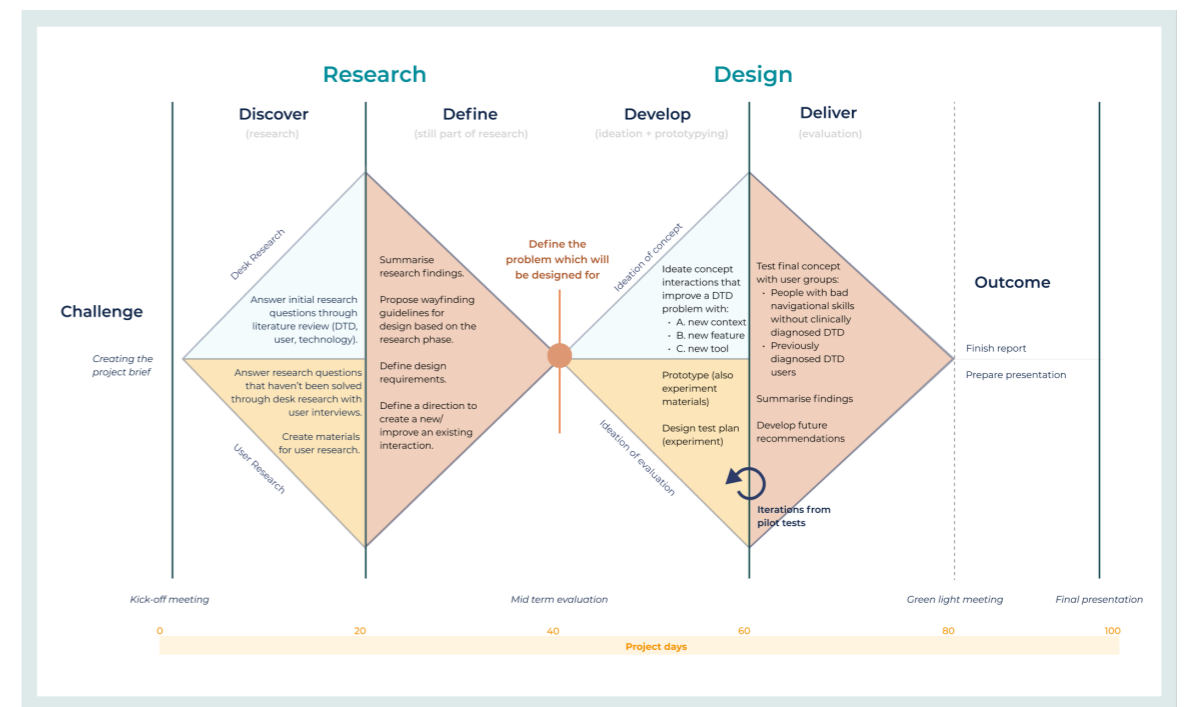 Research
Design
Discover
(research)
Define
(still part of research)
Develop
(ideation + prototypying)
Deliver
(evaluation)
Challenge
Creating the
project brief
Desk Research
Answer initial research
questions through
literature review (DTD,
user, technology).
Answer research questions
that haven't been solved
through desk research with
user interviews.
Create materials
for user research.
User Research
Summarise
research findings.
Propose wayfinding
guidelines for
design based on the
research phase.
Define design
requirements.
Define a direction to
create a new/
improve an existing
interaction.
Define the
problem which will
be designed for
Ideation of concept
Ideate concept
interactions that
improve a DTD
problem with:
• A. new context
• B. new feature
• C. new tool
Prototype (also
experiment
materials)
Design test plan
(experiment)
Ideation of evaluation
Test final concept
with user groups:
• People with bad
navigational skills
without clinically
diagnosed DTD
• Previously
diagnosed DTD
users
Summarise findings
Develop future
recommendations
Iterations from
pilot tests
Outcome
Finish report
Prepare presentation
Kick-off meeting
Mid term evaluation
Green light meeting
Final presentation
0
20
40
60
80
100
Project days